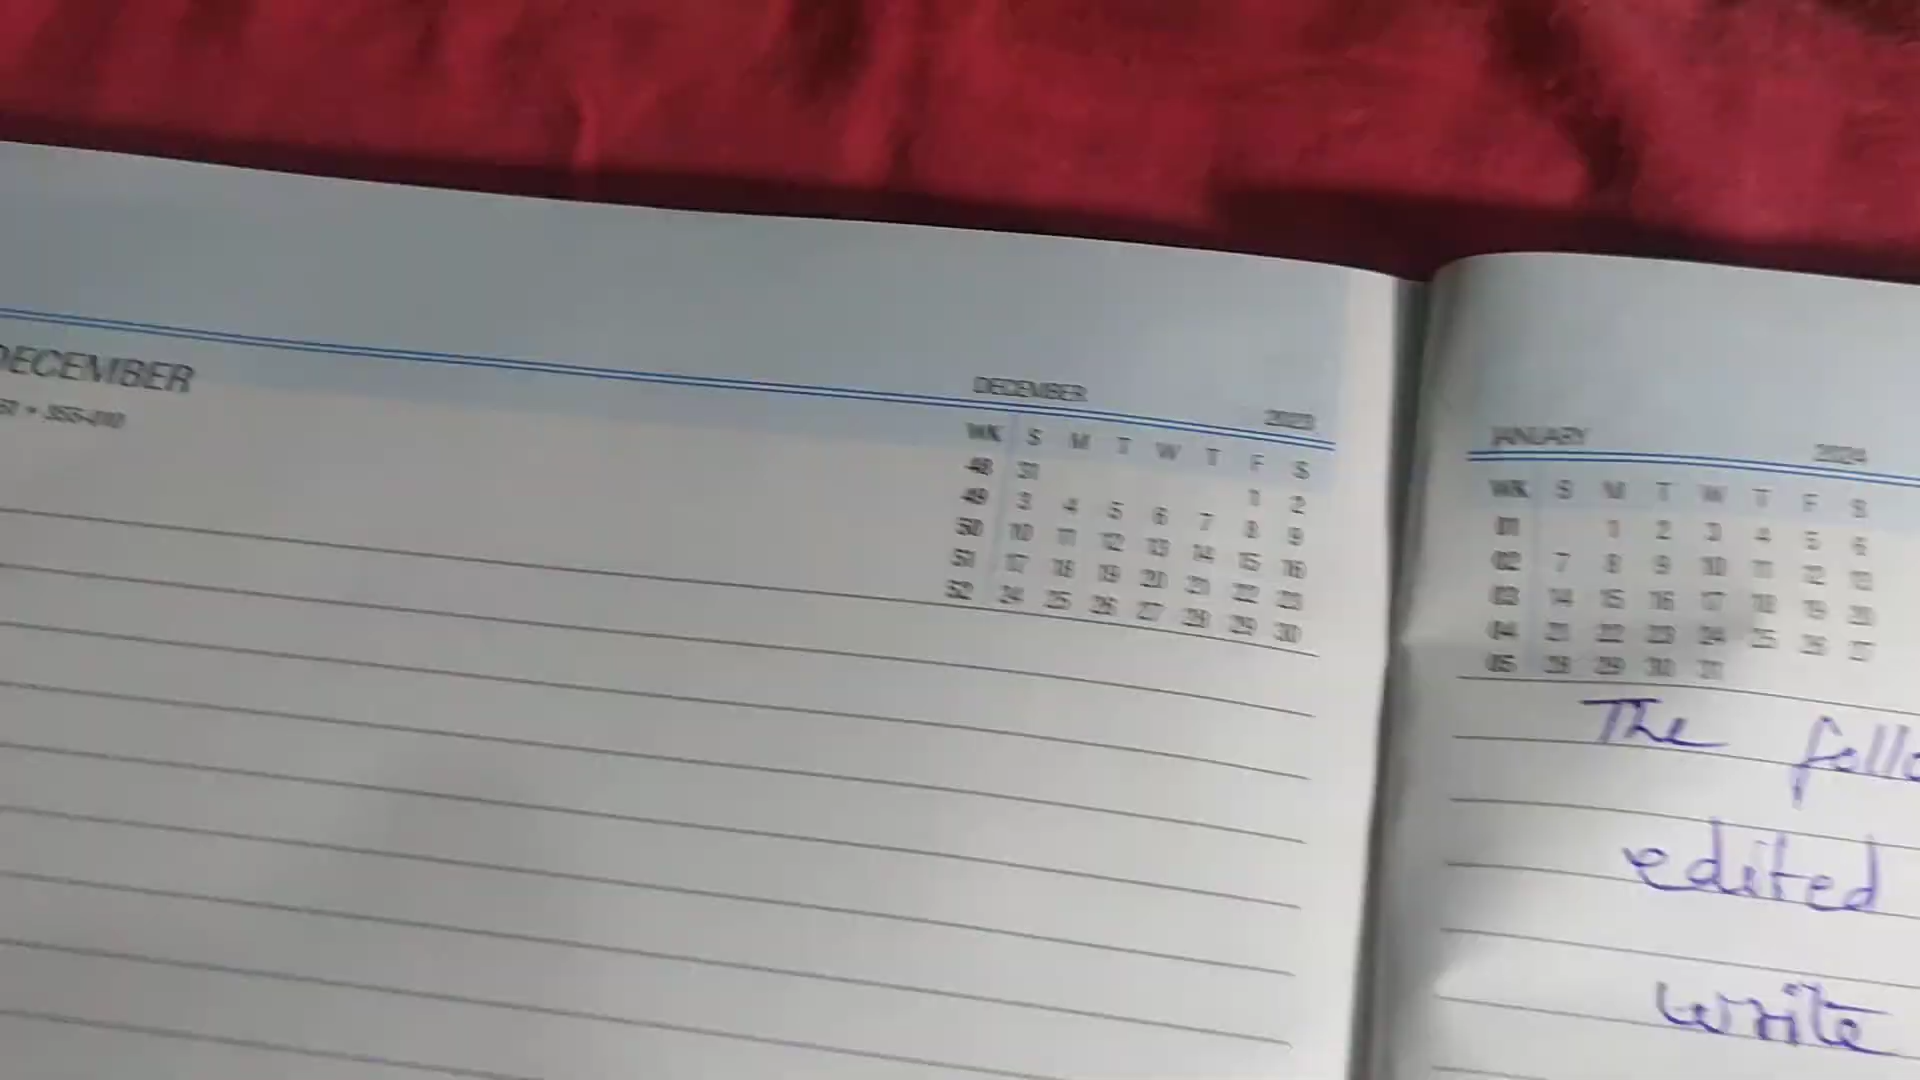 DECEMBER
DECEMBER 2023
WK S M T W T F S
48 31 1 2
49 3 4 5 6 7 8 9
50 10 11 12 13 14 15 16
51 17 18 19 20 21 22 23
52 24 25 26 27 28 29 30
JANUARY 2024
WK S M T W T F S
01 1 2 3 4 5 6
02 7 8 9 10 11 12 13
03 14 15 16 17 18 19 20
04 21 22 23 24 25 26 27
05 28 29 30 31
The follo
edited
write